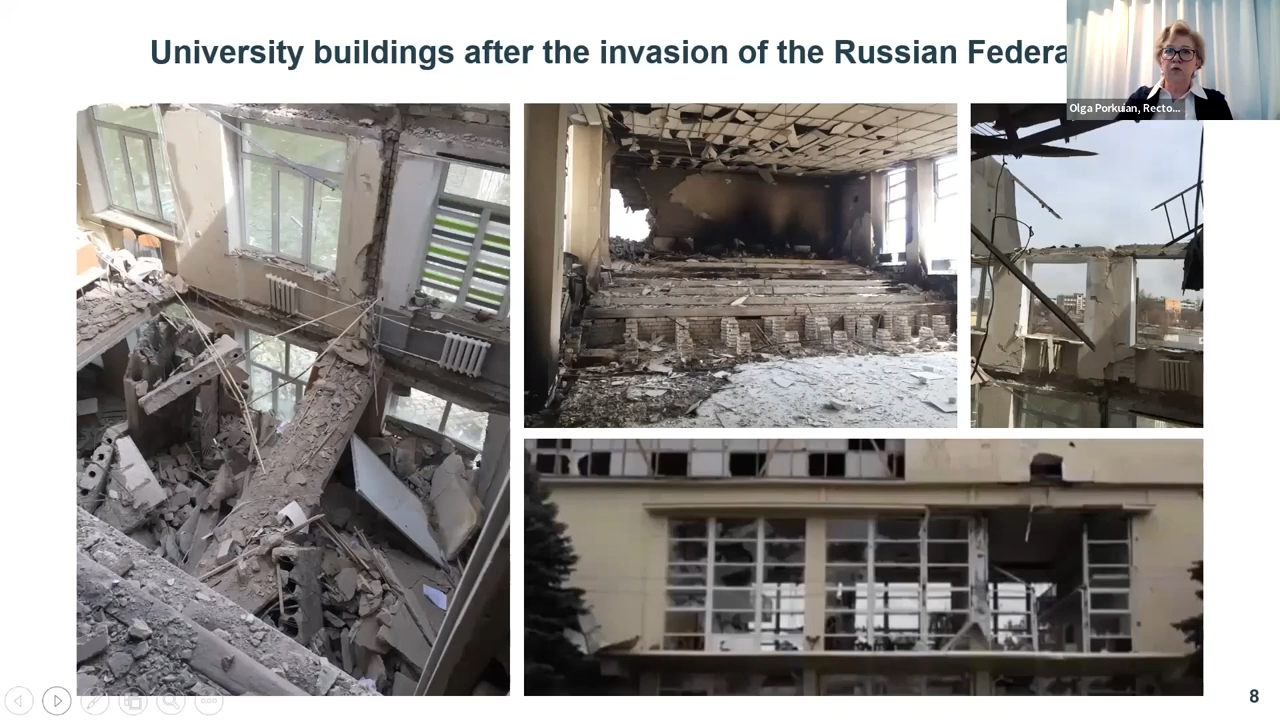 University buildings after the invasion of the Russian Federa
Olga Porkuian, Recto...
8